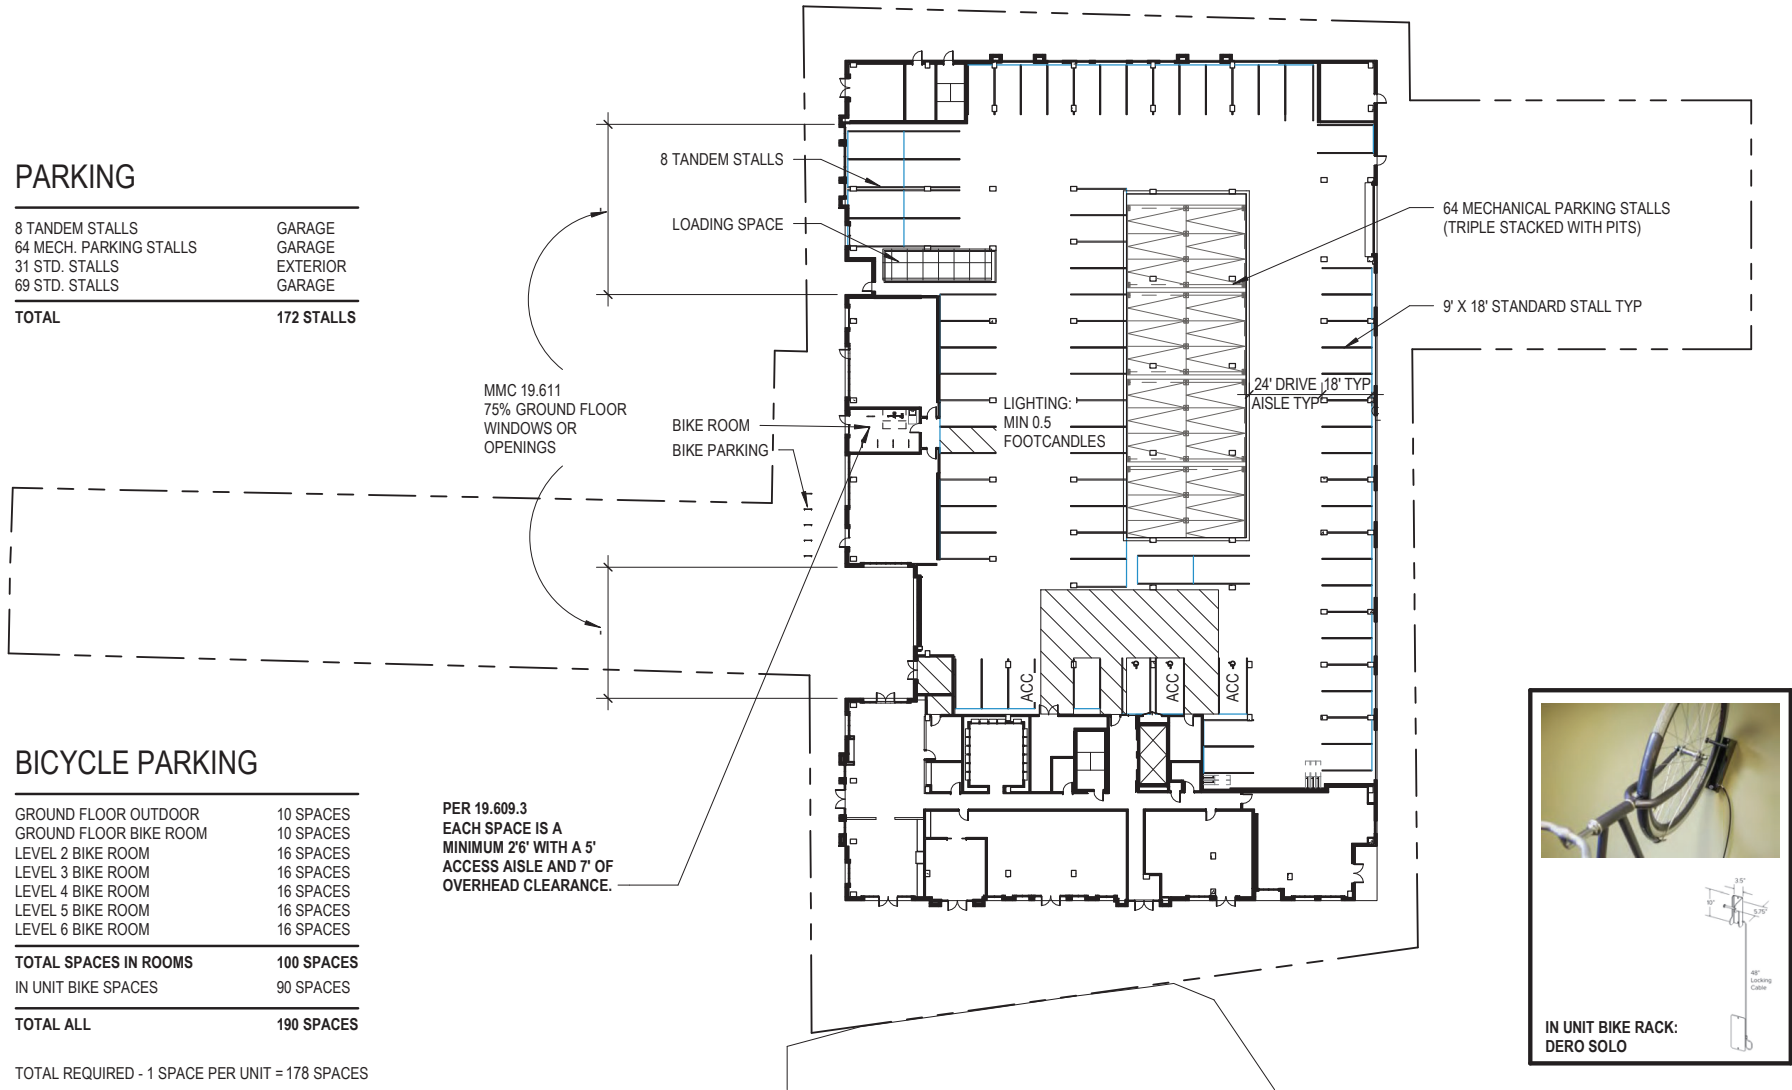 PARKING
8 TANDEM STALLS GARAGE
64 MECH. PARKING STALLS GARAGE
31 STD. STALLS EXTERIOR
69 STD. STALLS GARAGE
TOTAL 172 STALLS
8 TANDEM STALLS
LOADING SPACE
64 MECHANICAL PARKING STALLS
(TRIPLE STACKED WITH PITS)
9' X 18' STANDARD STALL TYP
24' DRIVE
AISLE TYP
18' TYP
MMC 19.611
75% GROUND FLOOR
WINDOWS OR
OPENINGS
BIKE ROOM
BIKE PARKING
LIGHTING:
MIN 0.5
FOOTCANDLES
ACC
ACC
ACC
BICYCLE PARKING
GROUND FLOOR OUTDOOR 10 SPACES
GROUND FLOOR BIKE ROOM 10 SPACES
LEVEL 2 BIKE ROOM 16 SPACES
LEVEL 3 BIKE ROOM 16 SPACES
LEVEL 4 BIKE ROOM 16 SPACES
LEVEL 5 BIKE ROOM 16 SPACES
LEVEL 6 BIKE ROOM 16 SPACES
TOTAL SPACES IN ROOMS 100 SPACES
IN UNIT BIKE SPACES 90 SPACES
TOTAL ALL 190 SPACES
TOTAL REQUIRED - 1 SPACE PER UNIT = 178 SPACES
PER 19.609.3
EACH SPACE IS A
MINIMUM 2'6' WITH A 5'
ACCESS AISLE AND 7' OF
OVERHEAD CLEARANCE.
3.5"
10"
5.75"
48"
Locking
Cable
IN UNIT BIKE RACK:
DERO SOLO